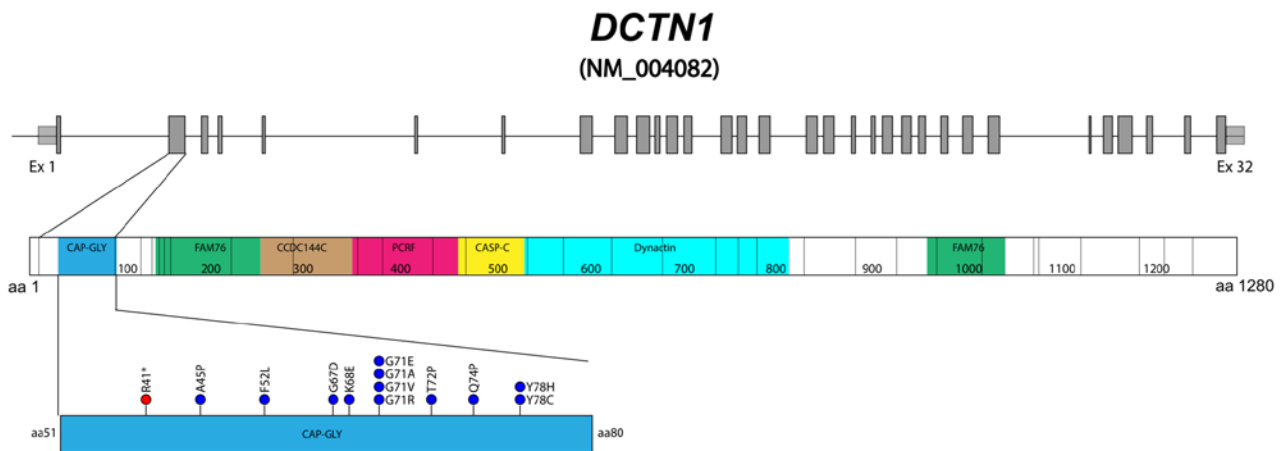 DCTN1
(NM_004082)
Ex 1
Ex 32
CAP-GLY
FAM76
CCDC144C
PCRF
CASP-C
Dynactin
FAM76
100
200
300
400
500
600
700
800
900
1000
1100
1200
aa 1
aa 1280
R41*
A45P
F52L
G67D
K68E
G71E
G71A
G71V
G71R
T72P
Q74P
Y78H
Y78C
aa51
CAP-GLY
aa80